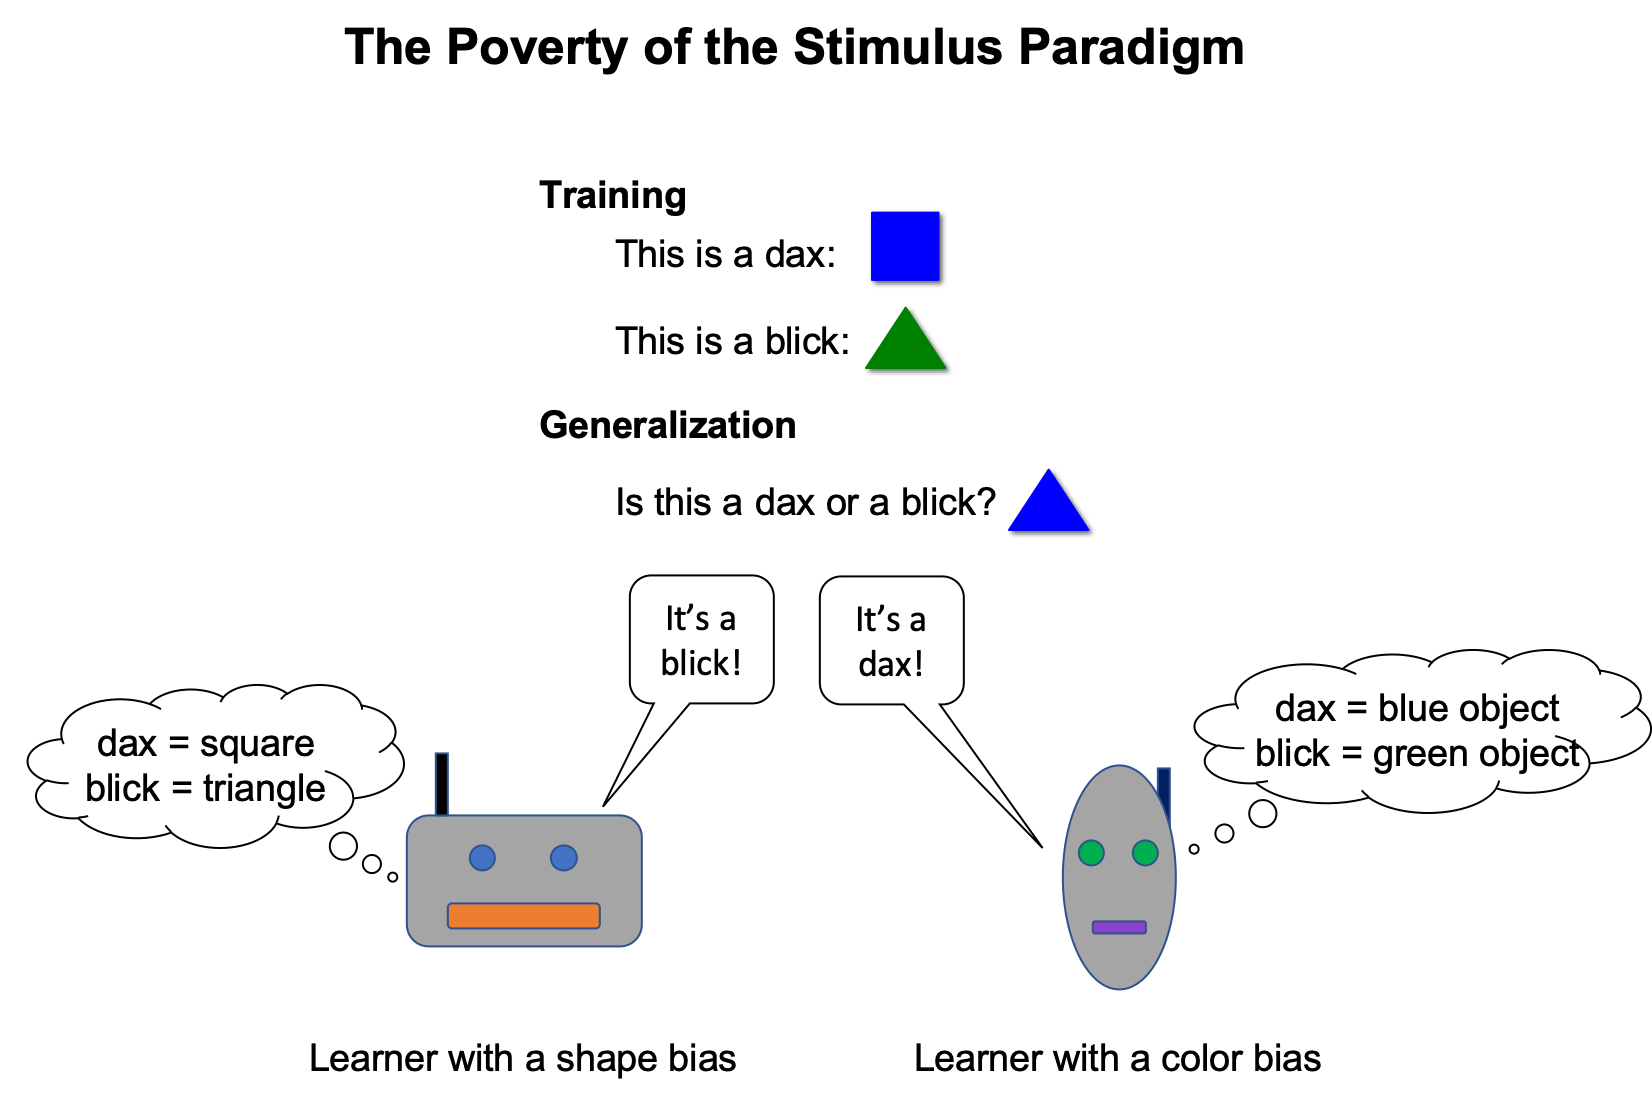 The Poverty of the Stimulus Paradigm
Training
This is a dax:
This is a blick:
Generalization
Is this a dax or a blick?
It’s a
blick!
It’s a
dax!
dax = square
blick = triangle
dax = blue object
blick = green object
Learner with a shape bias
Learner with a color bias